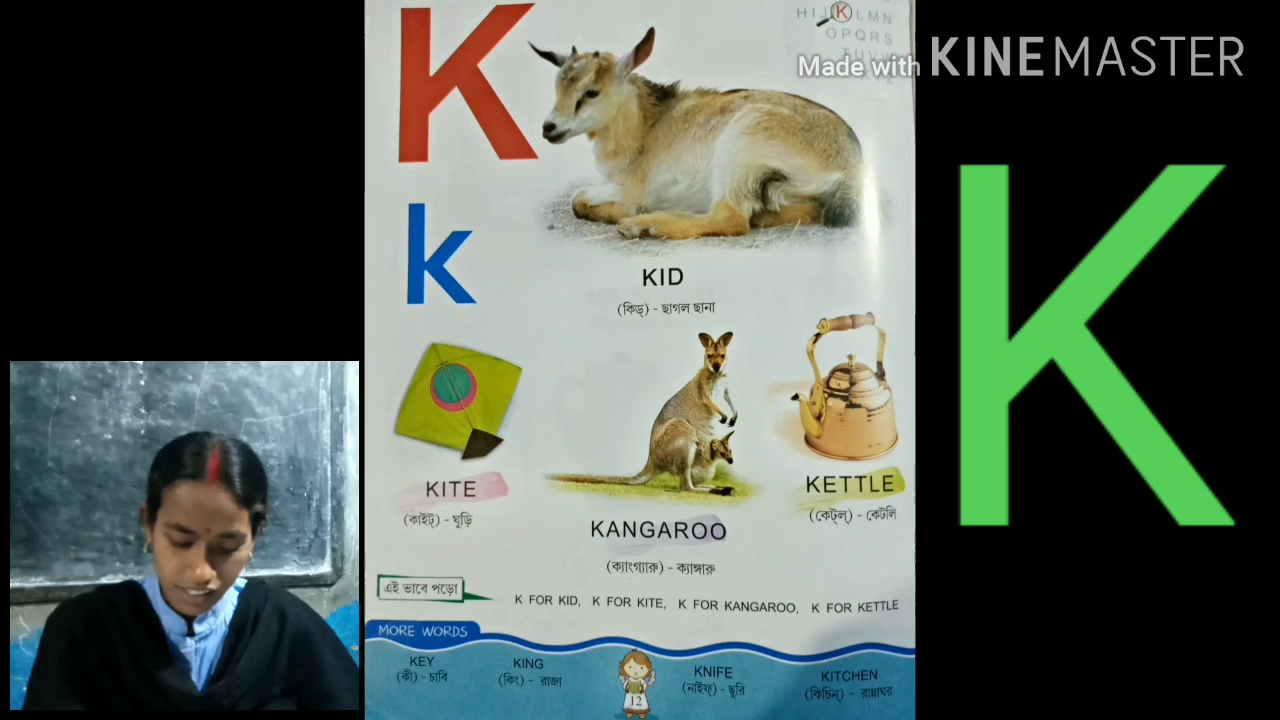 K
H I J K L M N
O P Q R S
T U V W
Made with KINEMASTER
k
K
KID
(কিড্) - ছাগল ছানা
KITE
(কাইট্) - ঘুড়ি
KANGAROO
(ক্যাংগ্যারু) - ক্যাঙ্গারু
KETTLE
(কেট্‌ল্) - কেটলি
এই ভাবে পড়ো
K FOR KID, K FOR KITE, K FOR KANGAROO, K FOR KETTLE
MORE WORDS
KEY
(কী) - চাবি
KING
(কিং) - রাজা
KNIFE
(নাইফ্) - ছুরি
KITCHEN
(কিচিন্) - রান্নাঘর
12